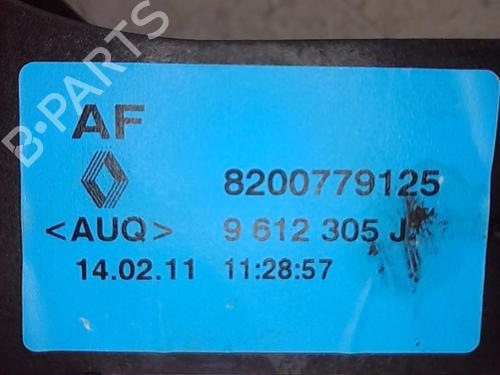 B-PARTS
AF
8200779125
<AUQ> 9 612 305 J
14.02.11 11:28:57